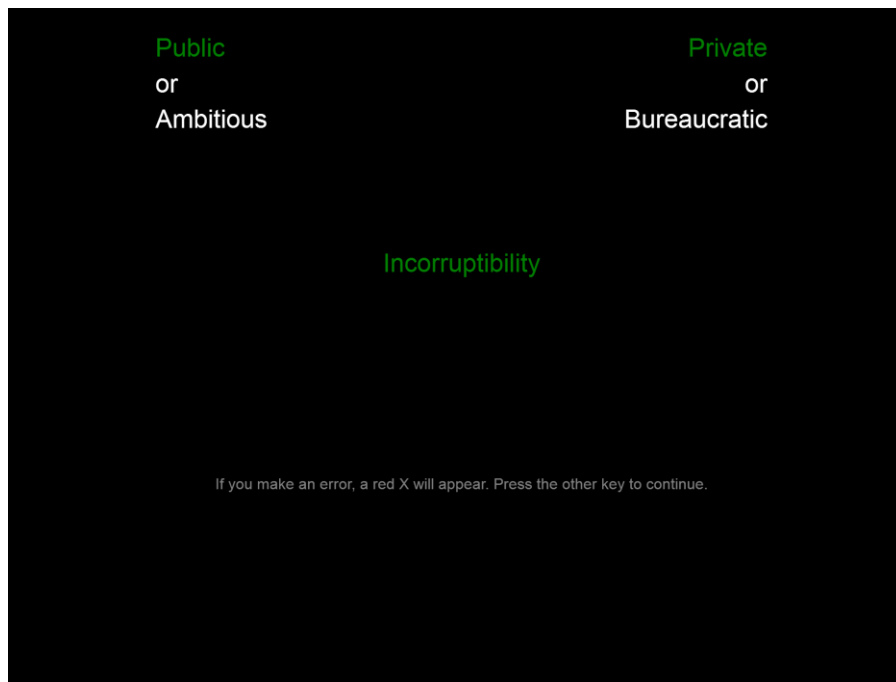 Public
or
Ambitious
Private
or
Bureaucratic
Incorruptibility
If you make an error, a red X will appear. Press the other key to continue.